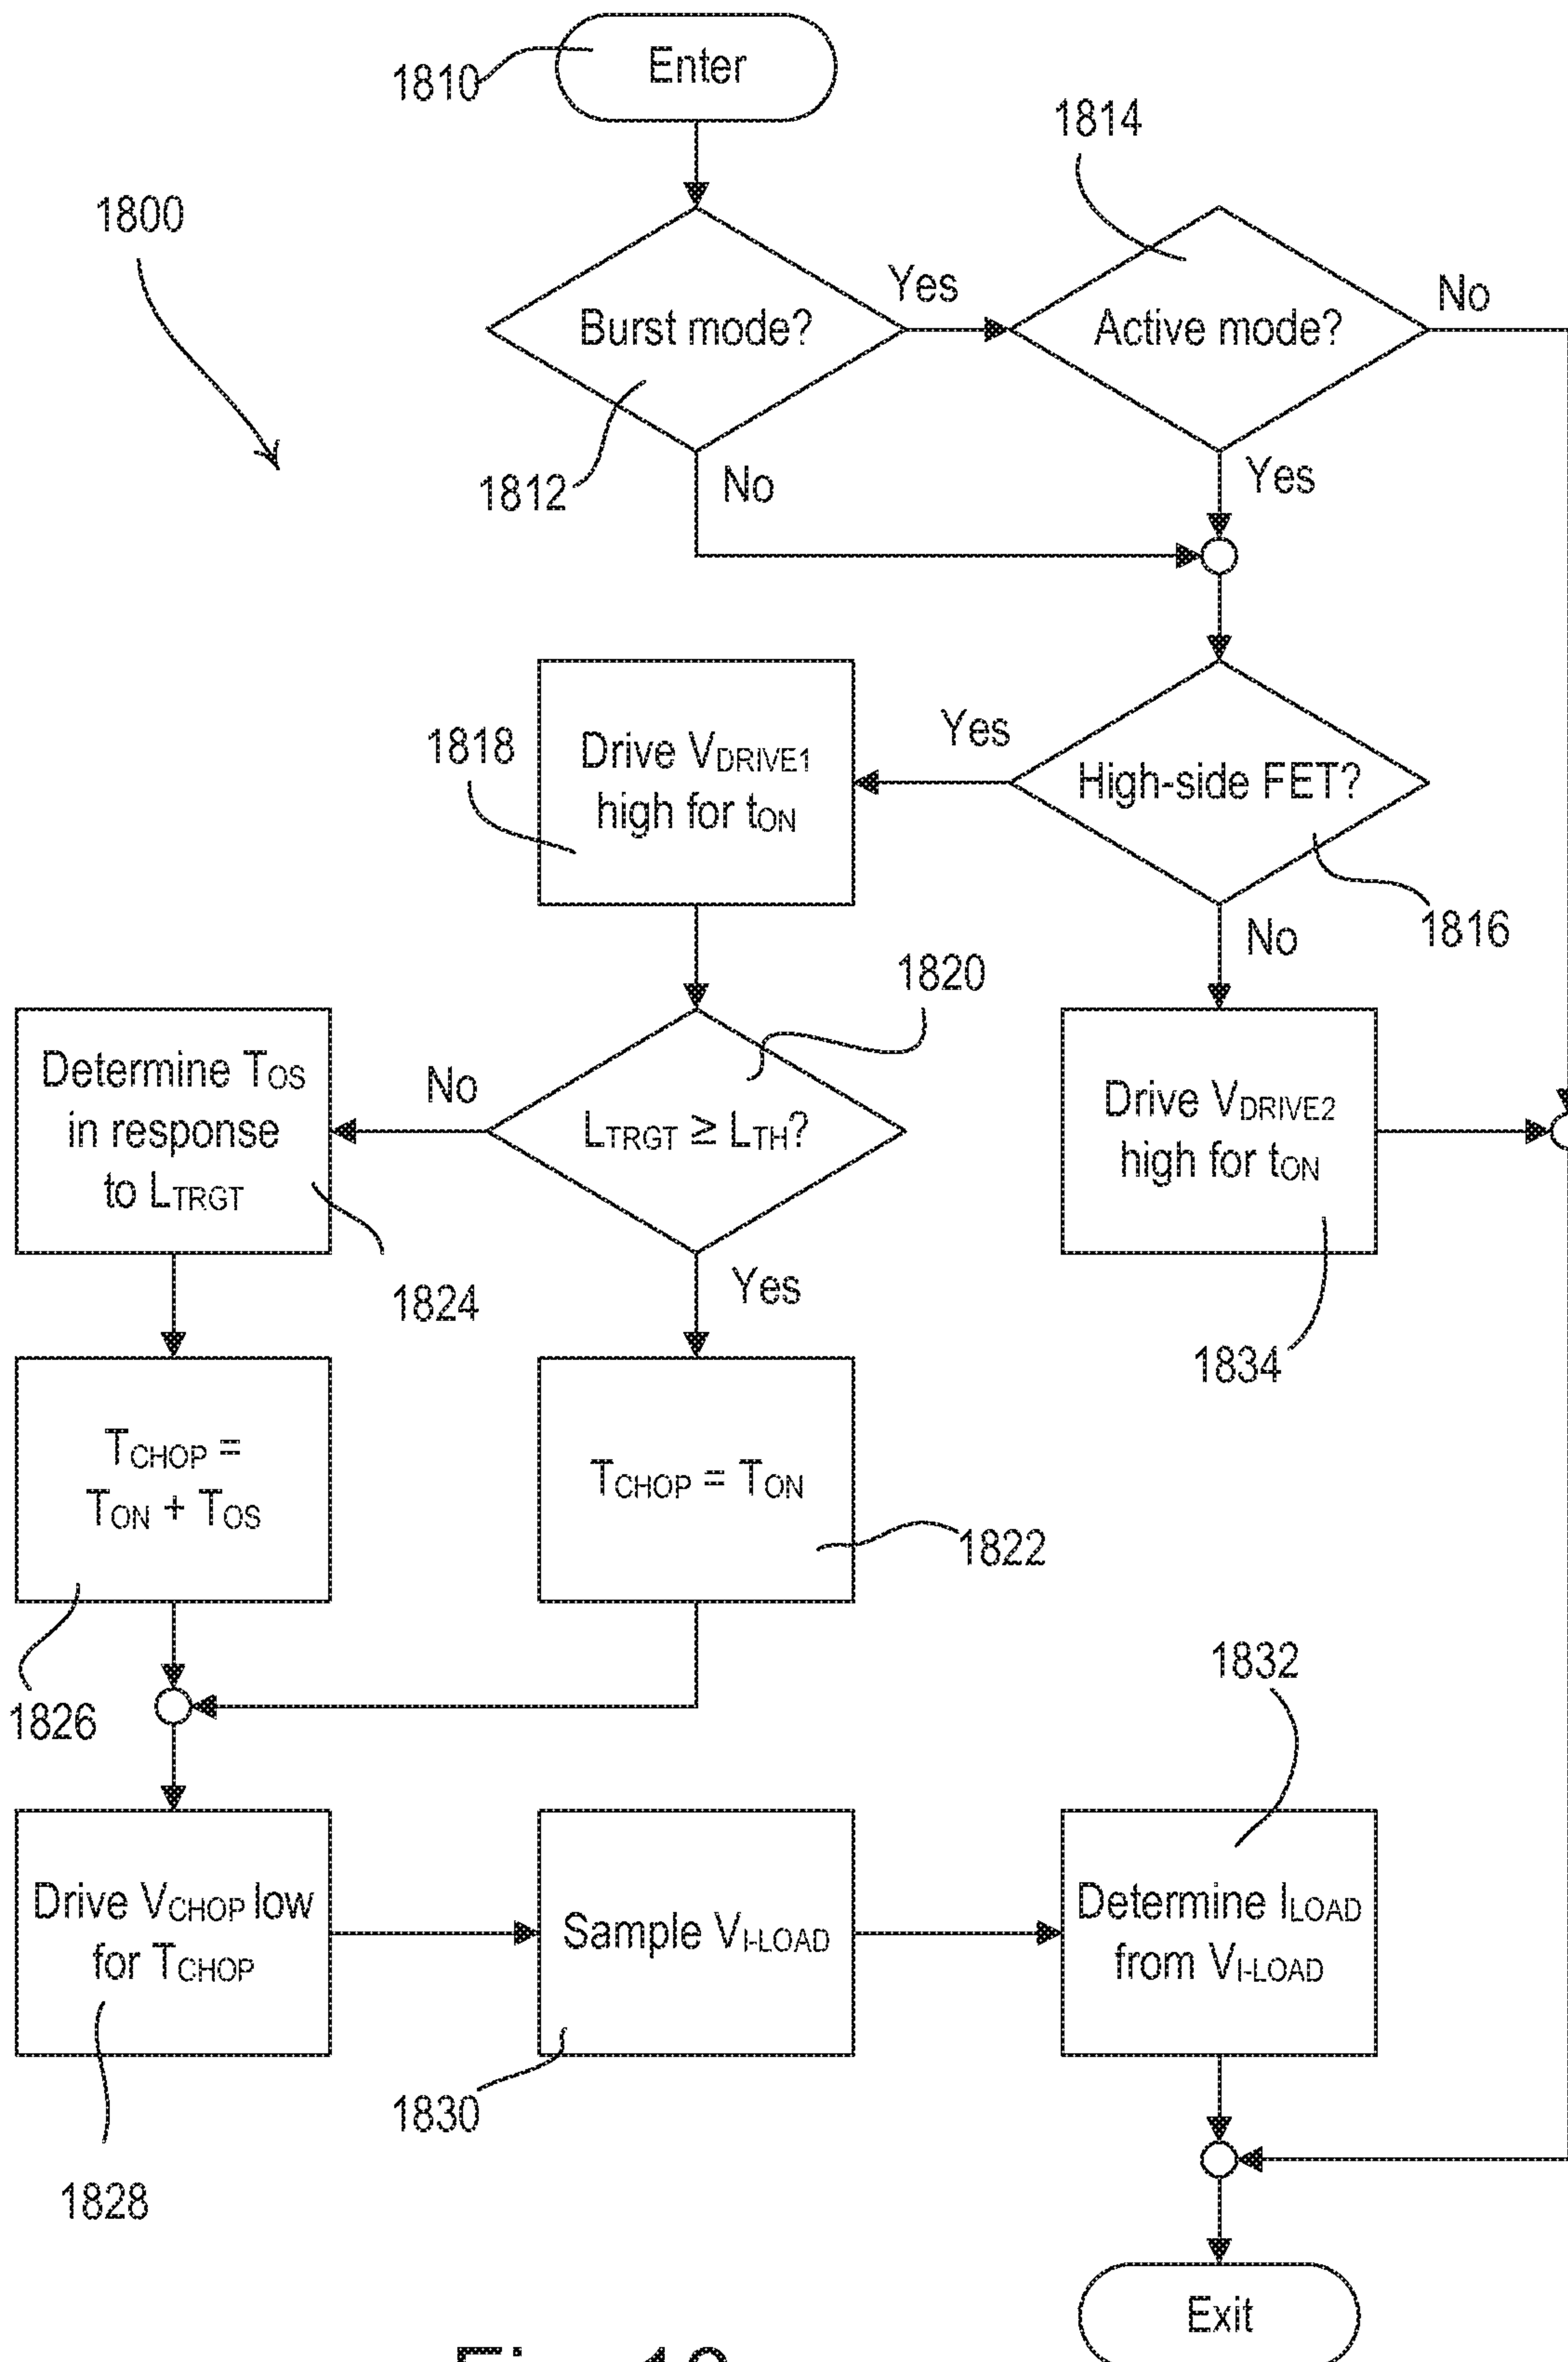 1810
Enter
1814
1800
Burst mode?
Yes
Active mode?
No
1812
No
Yes
1818
Drive VDRIVE1
high for tON
Yes
High-side FET?
1816
No
1820
Determine TOS
in response
to LTRGT
No
LTRGT ≥ LTH?
Drive VDRIVE2
high for tON
1824
Yes
1834
TCHOP =
TON + TOS
TCHOP = TON
1822
1826
1832
Drive VCHOP low
for TCHOP
Sample VI-LOAD
Determine ILOAD
from VI-LOAD
1830
1828
Exit